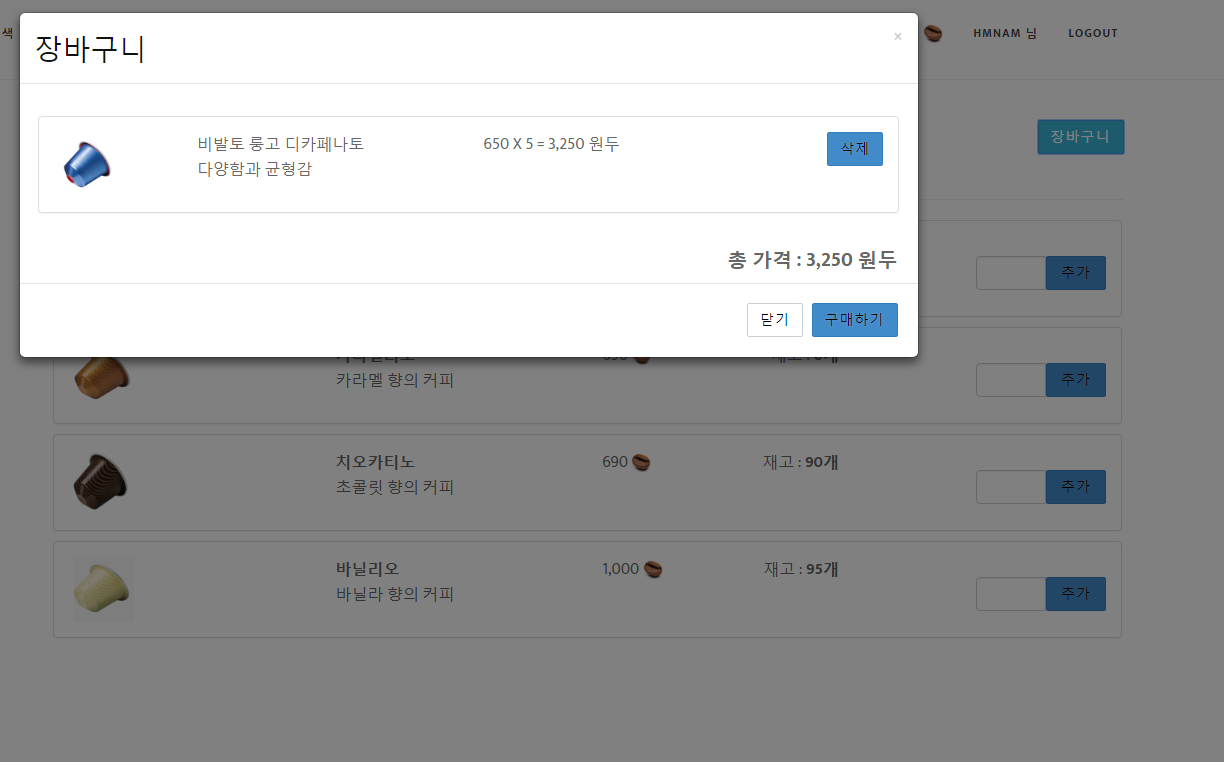 색
장바구니
×
HMNAM 님
LOGOUT
장바구니
비발토 룽고 디카페나토
다양함과 균형감
650 X 5 = 3,250 원두
삭제
총 가격 : 3,250 원두
닫기
구매하기
추가
카라멜 향의 커피
추가
치오카티노
초콜릿 향의 커피
690
재고 : 90개
추가
바닐리오
바닐라 향의 커피
1,000
재고 : 95개
추가